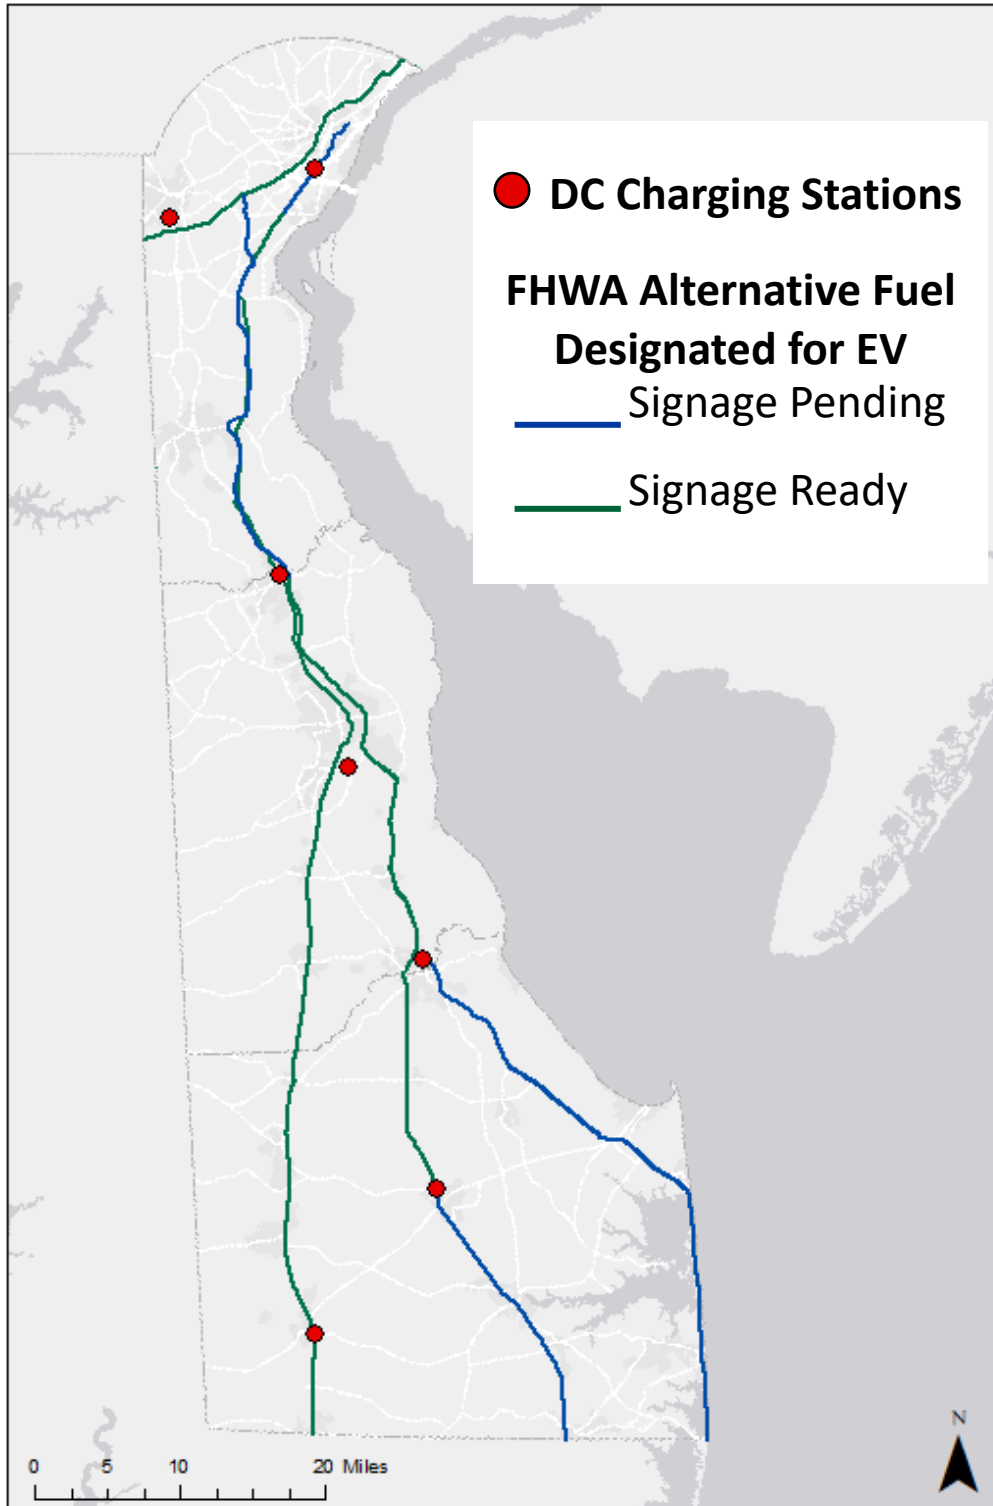 DC Charging Stations
FHWA Alternative Fuel
Designated for EV
Signage Pending
Signage Ready
N
0 5 10 20 Miles